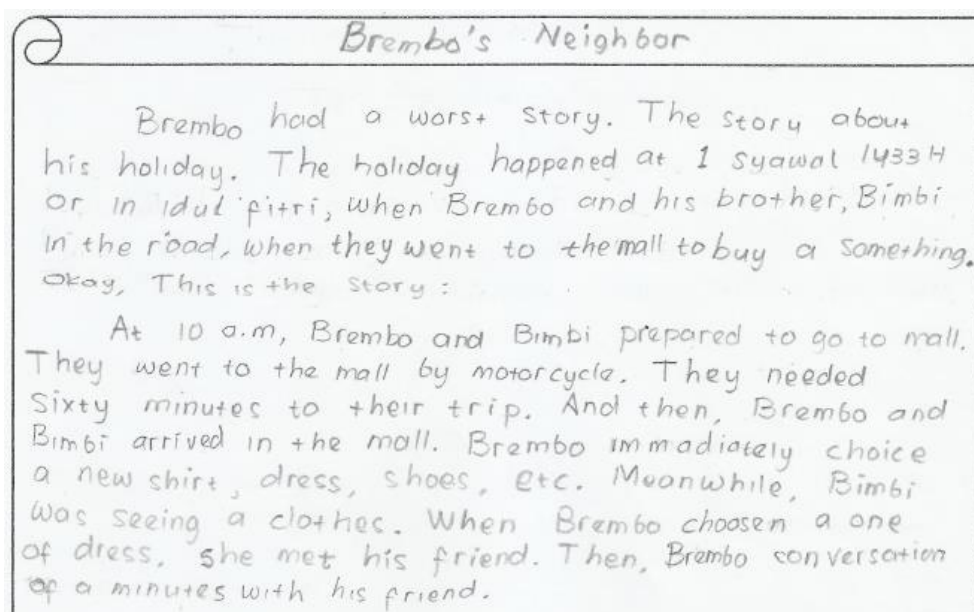 Brembo's Neighbor
Brembo had a worst story. The story about
his holiday. The holiday happened at 1 syawal 1433 H
or in idul fitri, when Brembo and his brother, Bimbi
in the road, when they went to the mall to buy a something.
Okay, This is the story :
At 10 a.m, Brembo and Bimbi prepared to go to mall.
They went to the mall by motorcycle. They needed
Sixty minutes to their trip. And then, Brembo and
Bimbi arrived in the mall. Brembo immadiately choice
a new shirt, dress, shoes, etc. Meanwhile, Bimbi
was seeing a clothes. When Brembo choosen a one
of dress, she met his friend. Then, Brembo conversation
of a minutes with his friend.